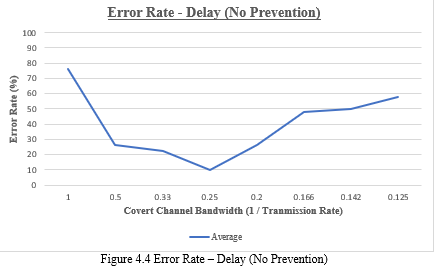 Error Rate - Delay (No Prevention)
100
90
80
70
60
50
40
30
20
10
0
Error Rate (%)
1 0.5 0.33 0.25 0.2 0.166 0.142 0.125
Covert Channel Bandwidth (1 / Tranmission Rate)
Average
Figure 4.4 Error Rate – Delay (No Prevention)